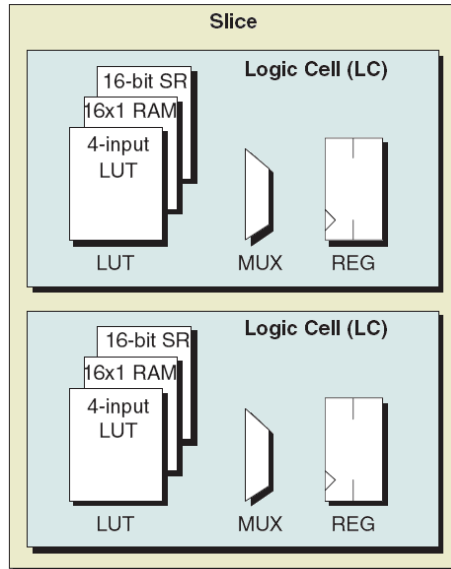 Slice
Logic Cell (LC)
16-bit SR
16x1 RAM
4-input
LUT
LUT
MUX
REG
Logic Cell (LC)
16-bit SR
16x1 RAM
4-input
LUT
LUT
MUX
REG